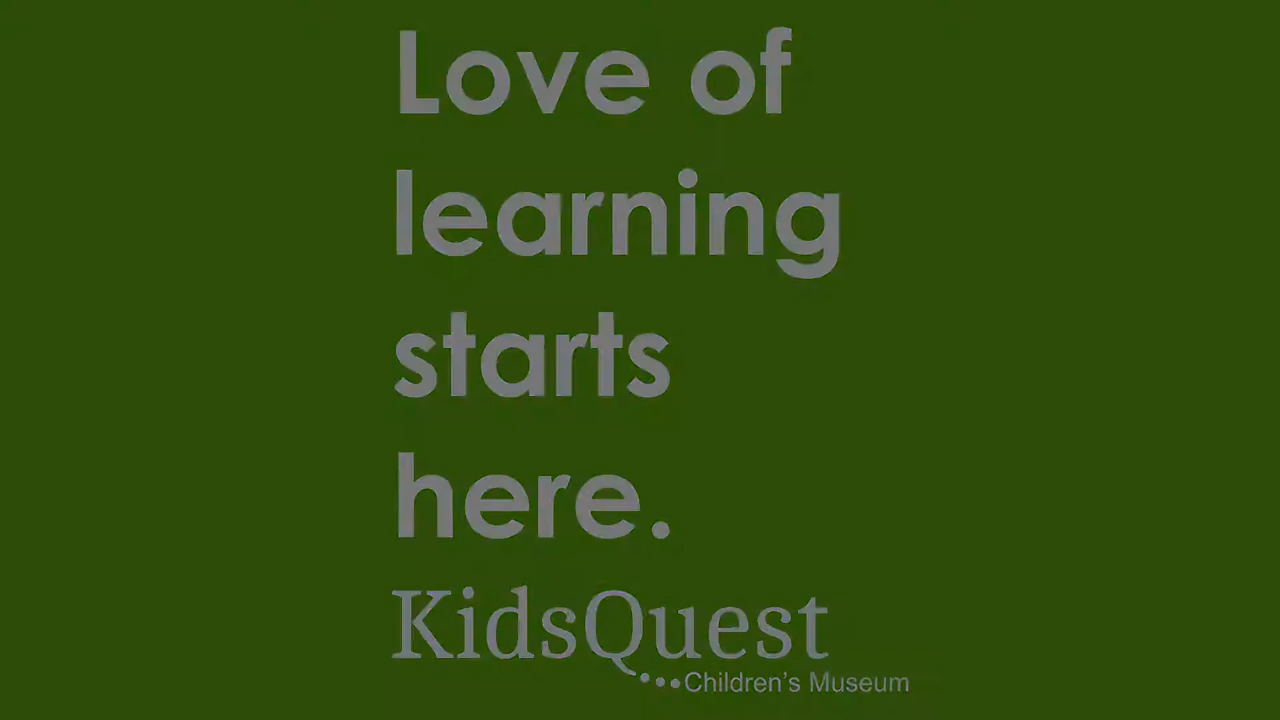 Love of
learning
starts
here.
KidsQuest
Children's Museum